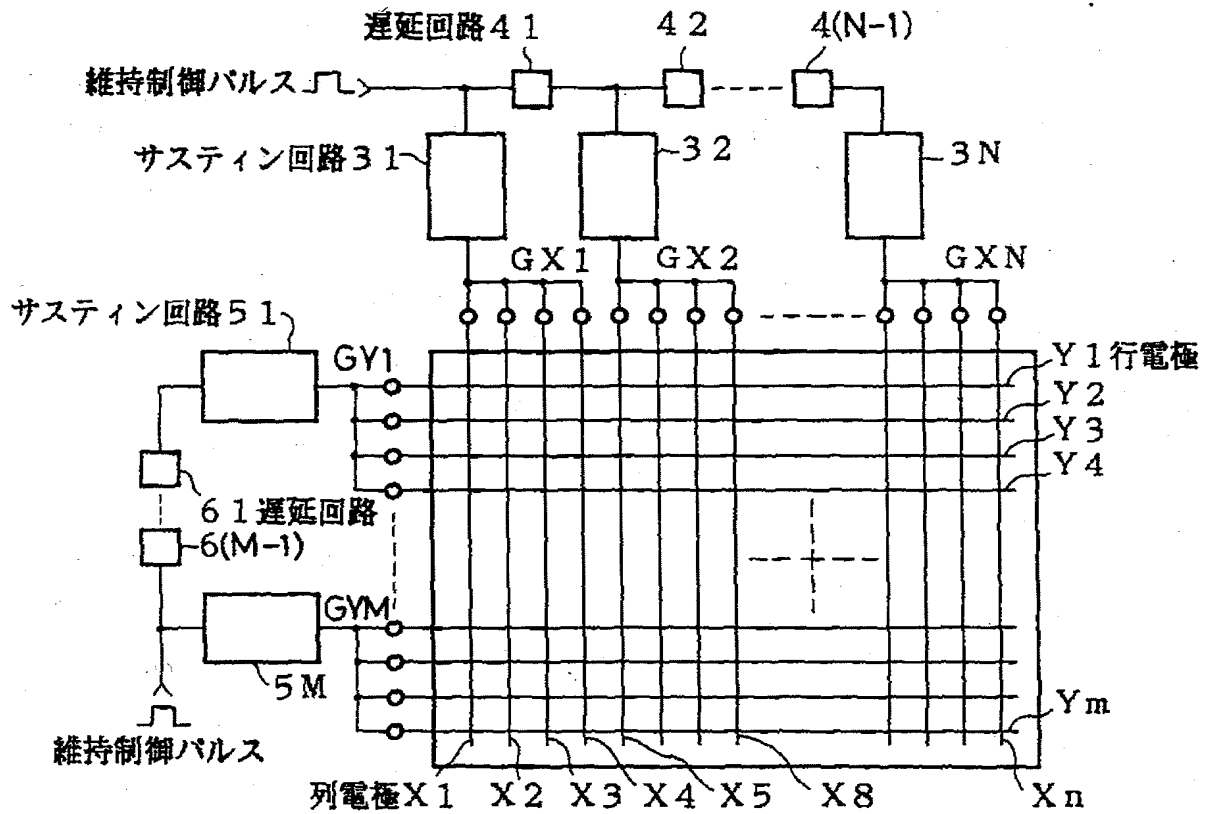 遅延回路41
42
4(N-1)
維持制御パルス
サスティン回路31
32
3N
GX1
GX2
GXN
サスティン回路51
GY1
Y1行電極
Y2
Y3
Y4
61遅延回路
6(M-1)
GYM
5M
Ym
維持制御パルス
列電極X1
X2
X3
X4
X5
X8
Xn